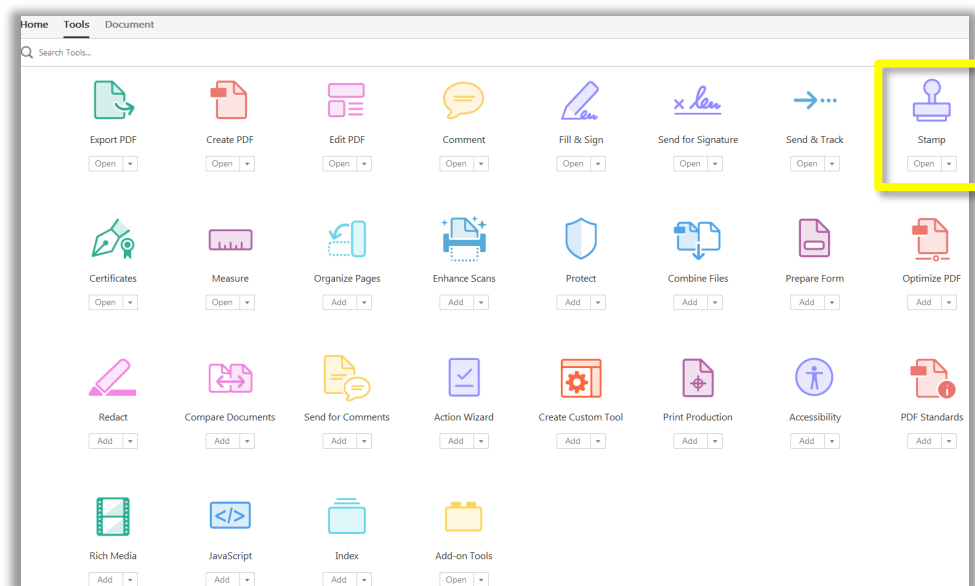 Home Tools Document
Search Tools...
Export PDF Create PDF Edit PDF Comment Fill & Sign Send for Signature Send & Track Stamp
Open Open Open Open Open Open Open Open
Certificates Measure Organize Pages Enhance Scans Protect Combine Files Prepare Form Optimize PDF
Open Open Add Add Add Add Add Add
Redact Compare Documents Send for Comments Action Wizard Create Custom Tool Print Production Accessibility PDF Standards
Add Add Add Add Add Add Add Add
Rich Media JavaScript Index Add-on Tools
Add Add Add Open